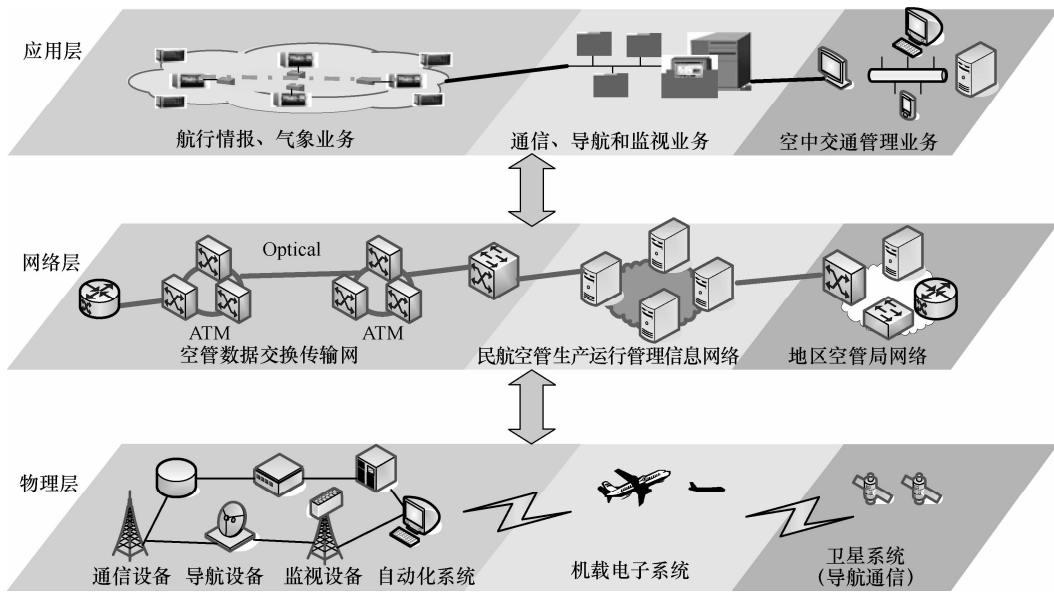 应用层
航行情报、气象业务
通信、导航和监视业务
空中交通管理业务
网络层
Optical
ATM
ATM
空管数据交换传输网
民航空管生产运行管理信息网络
地区空管局网络
物理层
通信设备
导航设备
监视设备
自动化系统
机载电子系统
卫星系统
(导航通信)